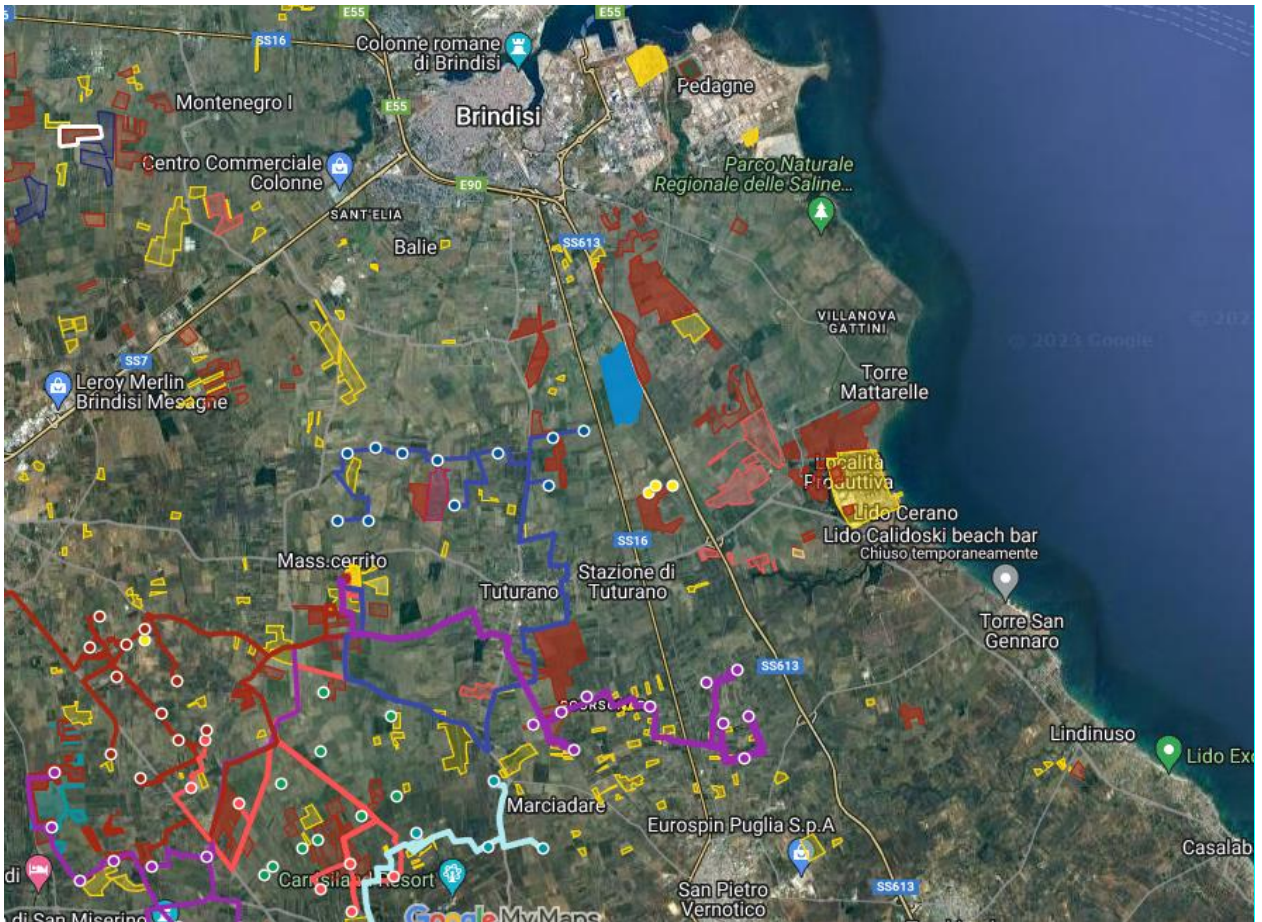 E55
E55
SS16
Colonne romane
di Brindisi
Pedagne
Montenegro I
E55
Brindisi
Centro Commerciale
Colonne
Parco Naturale
Regionale delle Saline...
E90
SANT'ELIA
Balie
SS613
VILLANOVA
GATTINI
© 2023 Google
SS7
Leroy Merlin
Brindisi Mesagne
Torre
Mattarelle
Località
Produttiva
Lido Cerano
SS16
Lido Calidoski beach bar
Chiuso temporaneamente
Mass.cerrito
Tuturano
Stazione di
Tuturano
Torre San
Gennaro
SS613
Lindinuso
Lido Exc
Marciadare
Eurospin Puglia S.p.A
Casalab
di
Carrisiland Resort
SS613
San Pietro
Vernotico
di San Miserino
Google My Maps